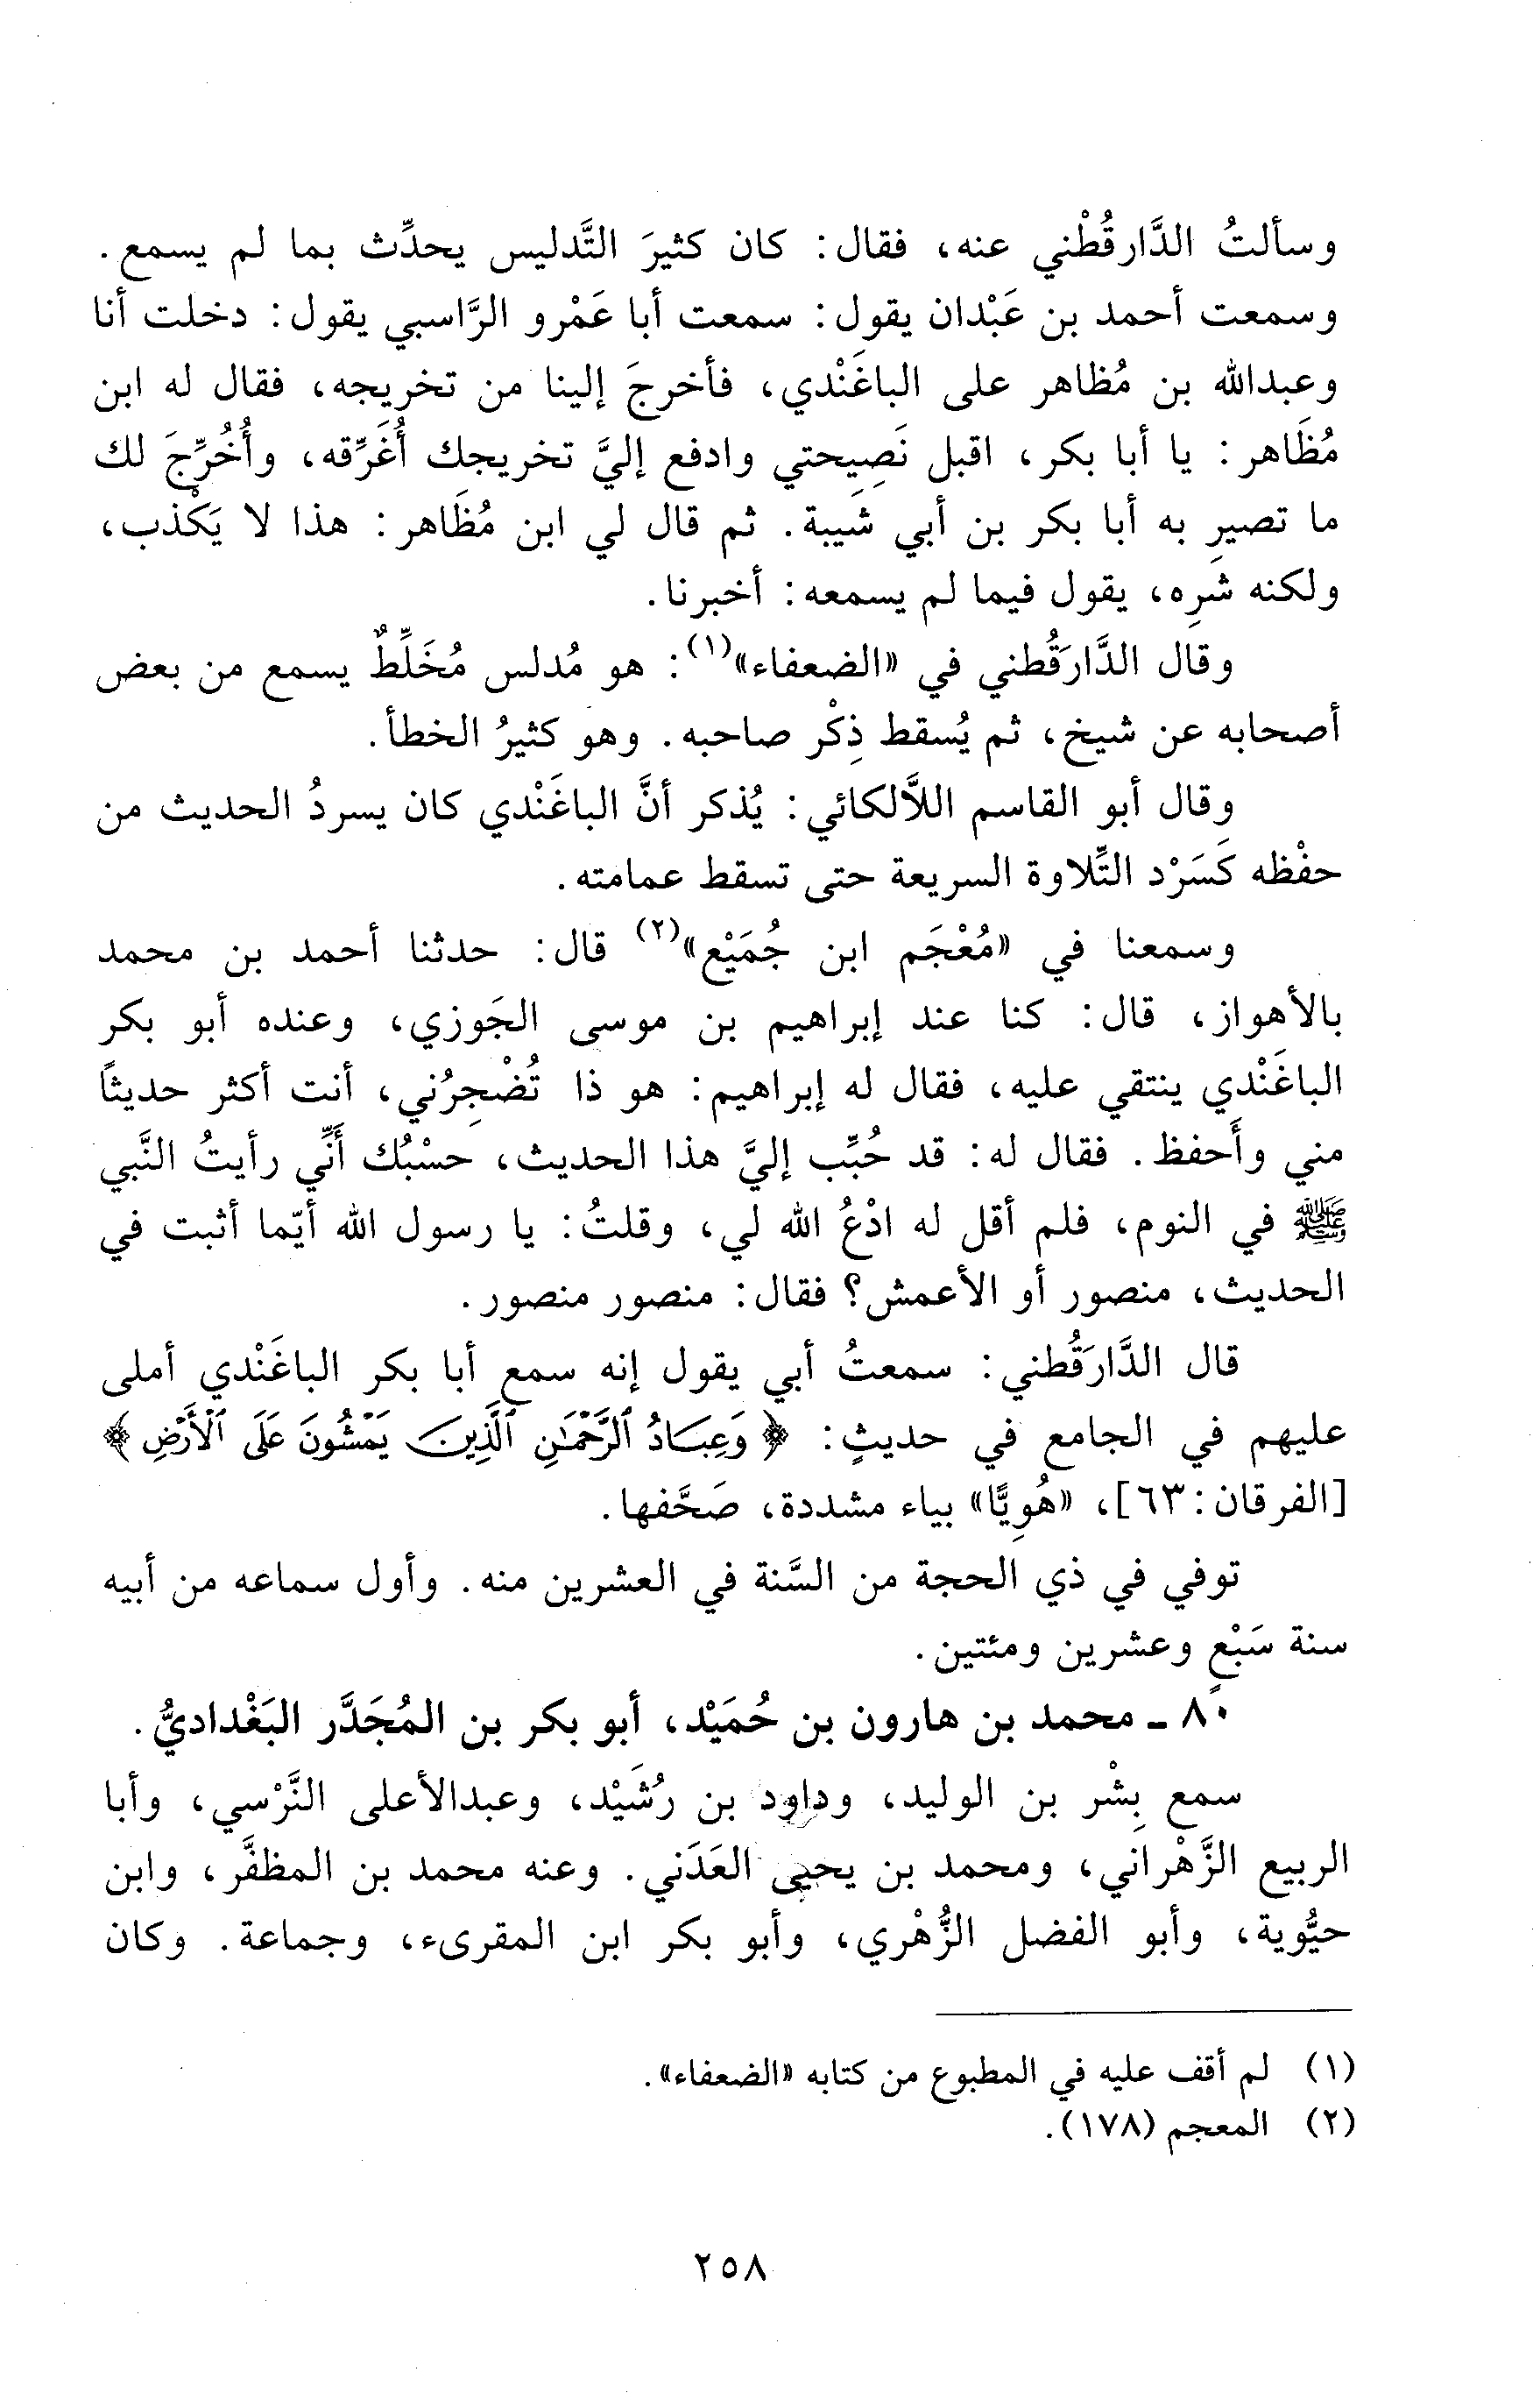 وسألتُ الدَّارقُطْني عنه، فقال: كان كثيرَ التَّدليس يحدِّث بما لم يسمع.
وسمعت أحمد بن عَبْدان يقول: سمعت أبا عَمْرو الرَّاسبي يقول: دخلت أنا
وعبدالله بن مُظاهر على الباغَنْدي، فأخرجَ إلينا من تخريجه، فقال له ابن
مُظَاهر: يا أبا بكر، اقبل نَصِيحتي وادفع إليَّ تخريجك أُغَرِّقه، وأُخُرِّجَ لك
ما تصير به أبا بكر بن أبي شَيبة. ثم قال لي ابن مُظَاهر: هذا لا يَكْذب،
ولكنه شَرِه، يقول فيما لم يسمعه: أخبرنا.
وقال الدَّارَقُطني في «الضعفاء»(١): هو مُدلس مُخَلِّطٌ يسمع من بعض
أصحابه عن شيخ، ثم يُسقط ذِكْر صاحبه. وهو كثيرُ الخطأ.
وقال أبو القاسم اللاَّلكائي: يُذكر أنَّ الباغَنْدي كان يسردُ الحديث من
حفْظه كَسَرْد التِّلاوة السريعة حتى تسقط عمامته.
وسمعنا في «مُعْجَم ابن جُمَيْع»(٢) قال: حدثنا أحمد بن محمد
بالأهواز، قال: كنا عند إبراهيم بن موسى الجَوزي، وعنده أبو بكر
الباغَنْدي ينتقي عليه، فقال له إبراهيم: هو ذا تُضْجِرُني، أنت أكثر حديثاً
مني وأَحفظ. فقال له: قد حُبِّب إليَّ هذا الحديث، حسْبُك أَنِّي رأيتُ النَّبي
ﷺ في النوم، فلم أقل له ادْعُ الله لي، وقلتُ: يا رسول الله أيّما أثبت في
الحديث، منصور أو الأعمش؟ فقال: منصور منصور.
قال الدَّارَقُطني: سمعتُ أبي يقول إنه سمع أبا بكر الباغَنْدي أملى
عليهم في الجامع في حديثٍ: ﴿وَعِبَادُ ٱلرَّحْمَٰنِ ٱلَّذِينَ يَمْشُونَ عَلَى ٱلْأَرْضِ﴾
[الفرقان: ٦٣]، «هُوِيًّا» بياء مشددة، صَحَّفها.
توفي في ذي الحجة من السَّنة في العشرين منه. وأول سماعه من أبيه
سنة سَبْعٍ وعشرين ومئتين.
٨٠ ـ محمد بن هارون بن حُمَيْد، أبو بكر بن المُجَدَّر البَغْداديُّ.
سمع بِشْر بن الوليد، وداود بن رُشَيْد، وعبدالأعلى النَّرْسي، وأبا
الربيع الزَّهْراني، ومحمد بن يحيى العَدَني. وعنه محمد بن المظفَّر، وابن
حيُّوية، وأبو الفضل الزُّهْري، وأبو بكر ابن المقرىء، وجماعة. وكان
(١) لم أقف عليه في المطبوع من كتابه «الضعفاء».
(٢) المعجم (١٧٨).
٢٥٨